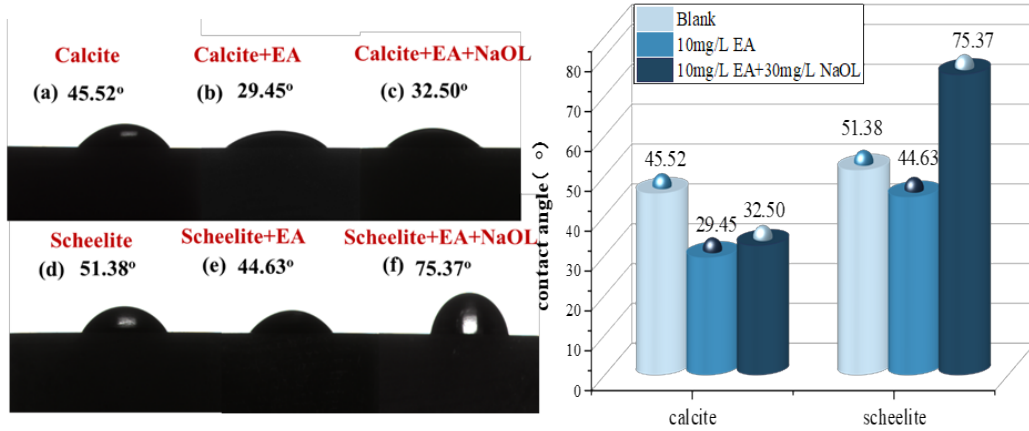 Calcite
Calcite+EA
Calcite+EA+NaOL
(a) 45.52°
(b) 29.45°
(c) 32.50°
Scheelite
Scheelite+EA
Scheelite+EA+NaOL
(d) 51.38°
(e) 44.63°
(f) 75.37°
Blank
10mg/L EA
10mg/L EA+30mg/L NaOL
contact angle( ° )
80
70
60
50
40
30
20
10
0
45.52
29.45
32.50
51.38
44.63
75.37
calcite
scheelite